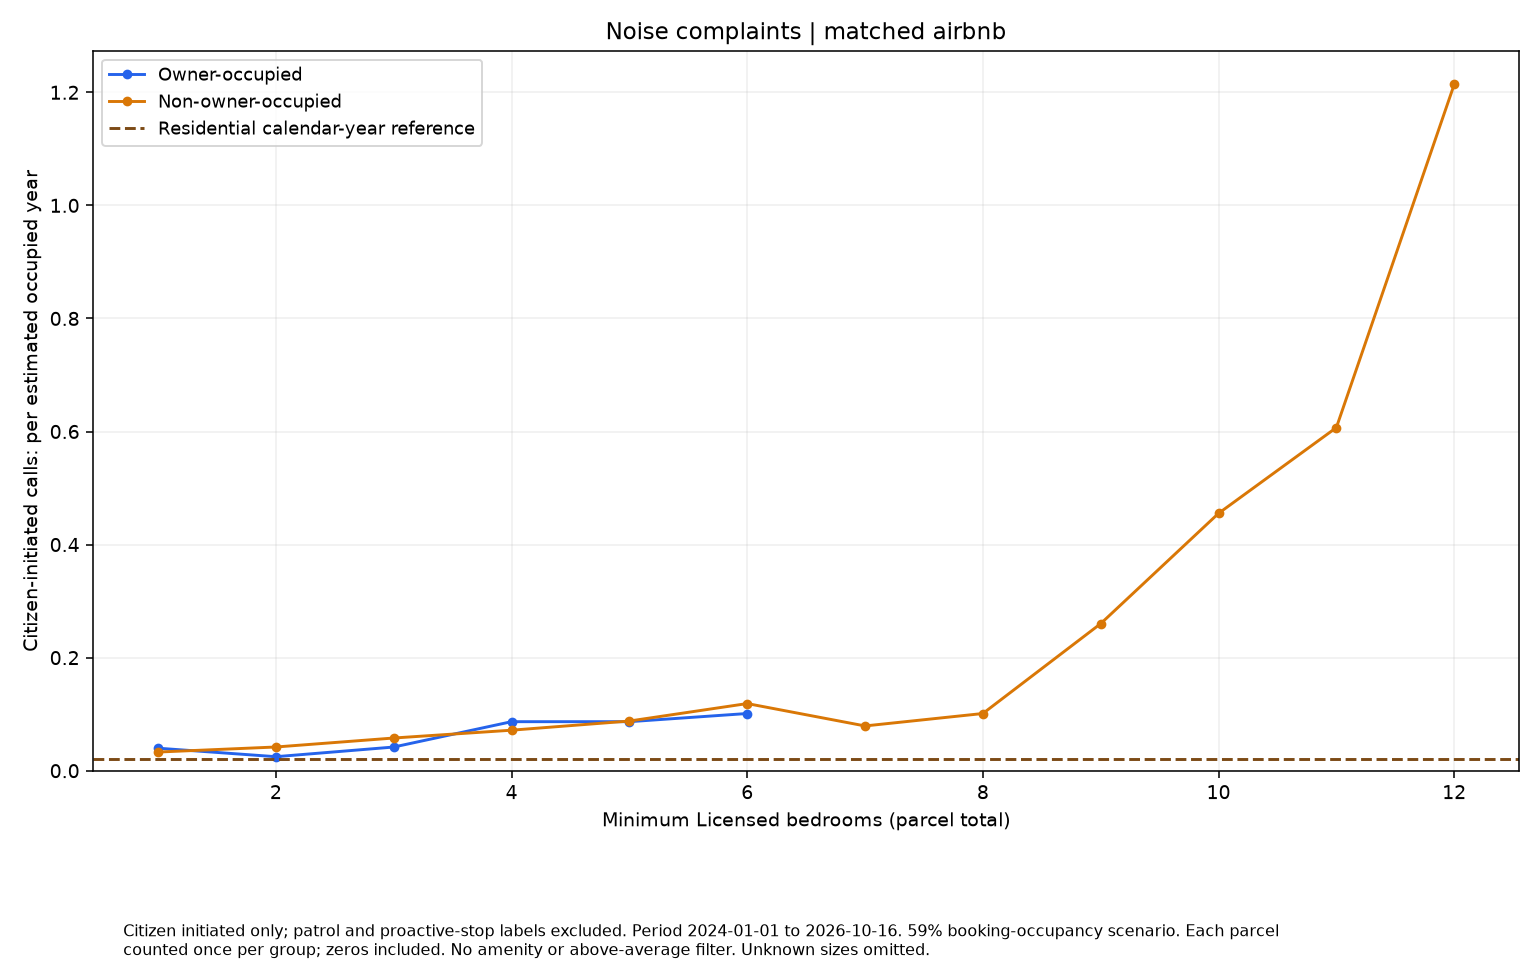 Noise complaints | matched airbnb
Owner-occupied
Non-owner-occupied
Residential calendar-year reference
Citizen-initiated calls: per estimated occupied year
1.2
1.0
0.8
0.6
0.4
0.2
0.0
2
4
6
8
10
12
Minimum Licensed bedrooms (parcel total)
Citizen initiated only; patrol and proactive-stop labels excluded. Period 2024-01-01 to 2026-10-16. 59% booking-occupancy scenario. Each parcel
counted once per group; zeros included. No amenity or above-average filter. Unknown sizes omitted.